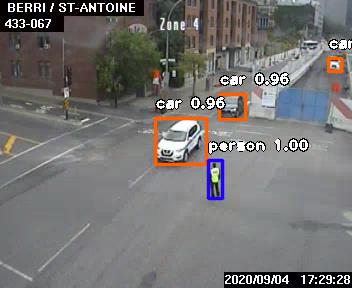 BERRI / ST-ANTOINE
433-067
Zone 4
car
car 0.96
car 0.96
person 1.00
2020/09/04 17:29:28